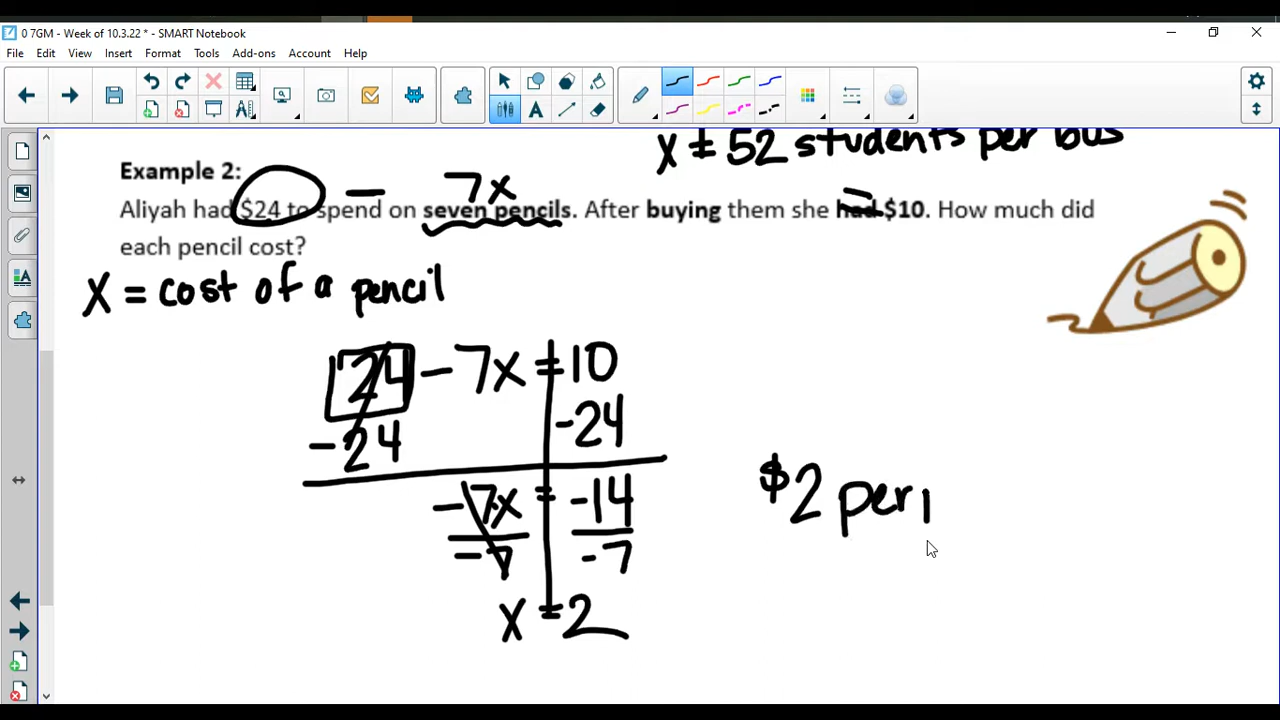 0 7GM - Week of 10.3.22 * - SMART Notebook
File Edit View Insert Format Tools Add-ons Account Help
x = 52 students per bus
Example 2:
− 7x =
Aliyah had $24 to spend on seven pencils. After buying them she had $10. How much did
each pencil cost?
X = cost of a pencil
24 − 7x = 10
−24 −24
−7x = −14
−7 −7
x = 2
$2 per